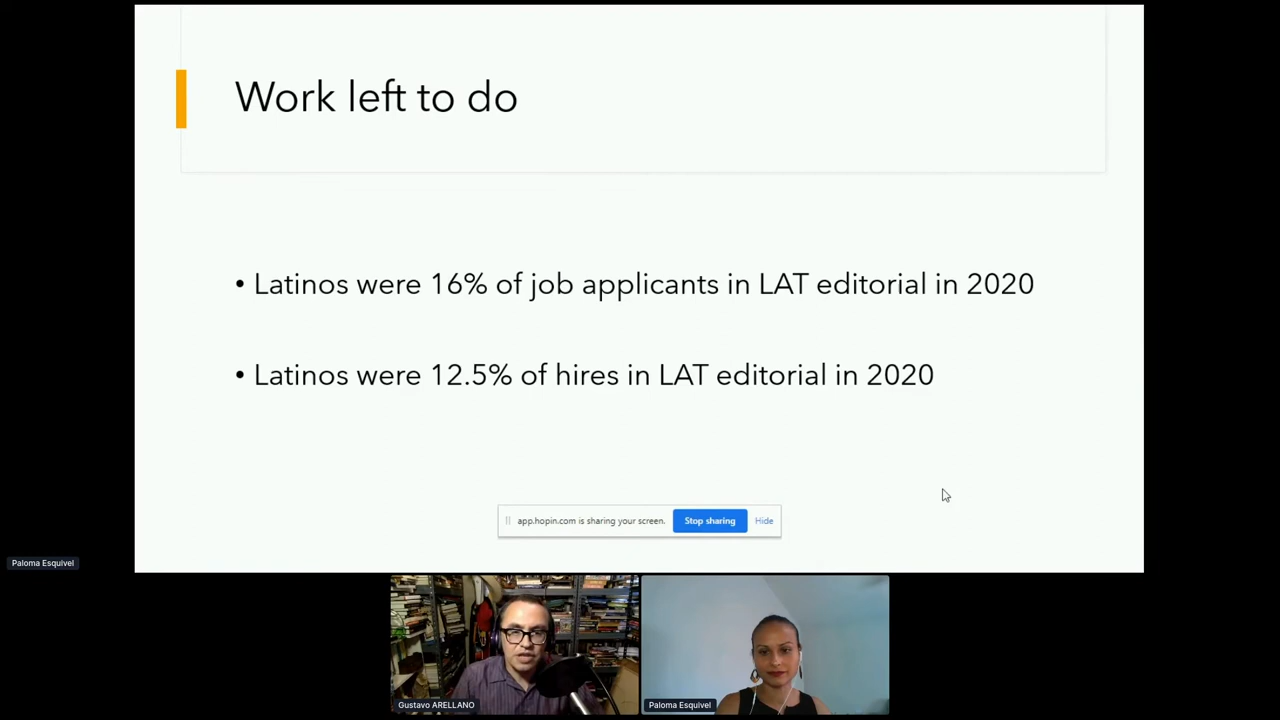 Work left to do
• Latinos were 16% of job applicants in LAT editorial in 2020
• Latinos were 12.5% of hires in LAT editorial in 2020
app.hopin.com is sharing your screen. Stop sharing Hide
Paloma Esquivel
Gustavo ARELLANO
Paloma Esquivel